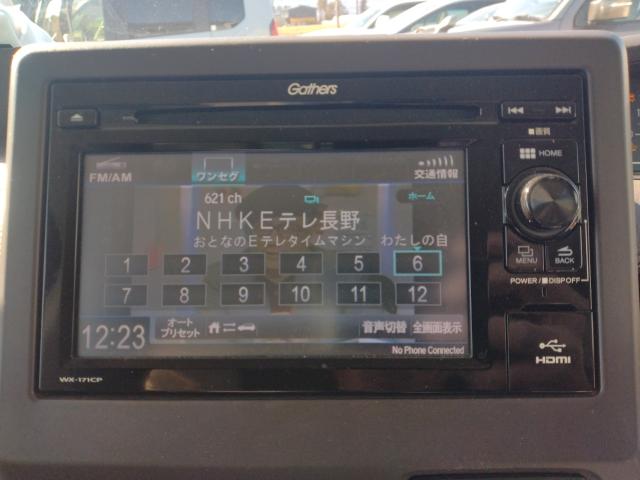 Gathers
■画質
HOME
FM/AM
ワンセグ
交通情報
621 ch
ホーム
NHKEテレ長野
おとなのEテレタイムマシン わたしの自
1 2 3 4 5 6
7 8 9 10 11 12
MENU
BACK
POWER/■DISP OFF
12:23
オート
プリセット
音声切替
全画面表示
No Phone Connected
HDMI
WX-171CP